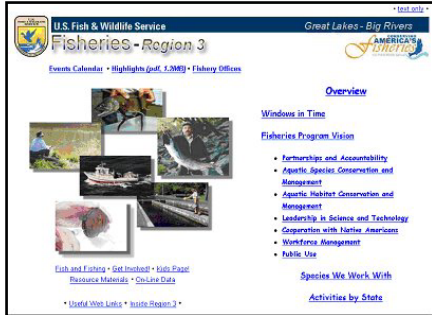 • text only •
U.S. Fish & Wildlife Service
Great Lakes - Big Rivers
Fisheries - Region 3
CONSERVING
AMERICA'S
Fisheries
Events Calendar • Highlights (pdf, 1.2MB) • Fishery Offices
Overview
Windows in Time
Fisheries Program Vision
• Partnerships and Accountability
• Aquatic Species Conservation and
Management
• Aquatic Habitat Conservation and
Management
• Leadership in Science and Technology
• Cooperation with Native Americans
• Workforce Management
• Public Use
Species We Work With
Activities by State
Fish and Fishing • Get Involved! • Kids Page!
Resource Materials • On-Line Data
• Useful Web Links • Inside Region 3 •